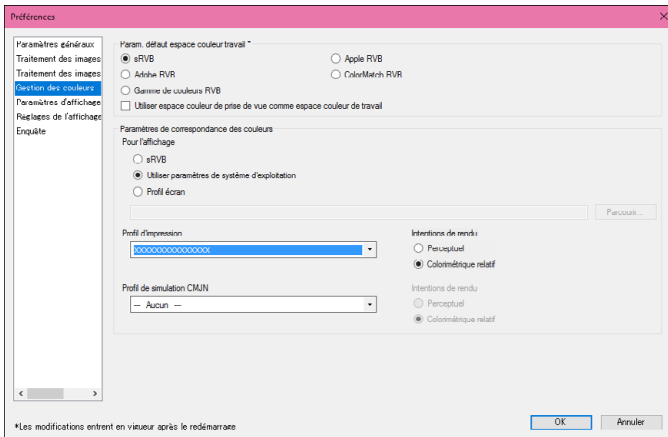 Préférences
Paramètres généraux
Traitement des images
Traitement des images
Gestion des couleurs
Paramètres d'affichage
Réglages de l'affichage
Enquête
Param. défaut espace couleur travail *
sRVB
Apple RVB
Adobe RVB
ColorMatch RVB
Gamme de couleurs RVB
Utiliser espace couleur de prise de vue comme espace couleur de travail
Paramètres de correspondance des couleurs
Pour l'affichage
sRVB
Utiliser paramètres de système d'exploitation
Profil écran
Parcourir...
Profil d'impression
XXXXXXXXXXXXXXX
Intentions de rendu
Perceptuel
Colorimétrique relatif
Profil de simulation CMJN
— Aucun —
Intentions de rendu
Perceptuel
Colorimétrique relatif
*Les modifications entrent en vigueur après le redémarrage
OK
Annuler